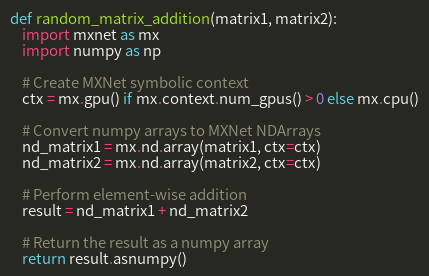 def random_matrix_addition(matrix1, matrix2):
import mxnet as mx
import numpy as np
# Create MXNet symbolic context
ctx = mx.gpu() if mx.context.num_gpus() > 0 else mx.cpu()
# Convert numpy arrays to MXNet NDArrays
nd_matrix1 = mx.nd.array(matrix1, ctx=ctx)
nd_matrix2 = mx.nd.array(matrix2, ctx=ctx)
# Perform element-wise addition
result = nd_matrix1 + nd_matrix2
# Return the result as a numpy array
return result.asnumpy()